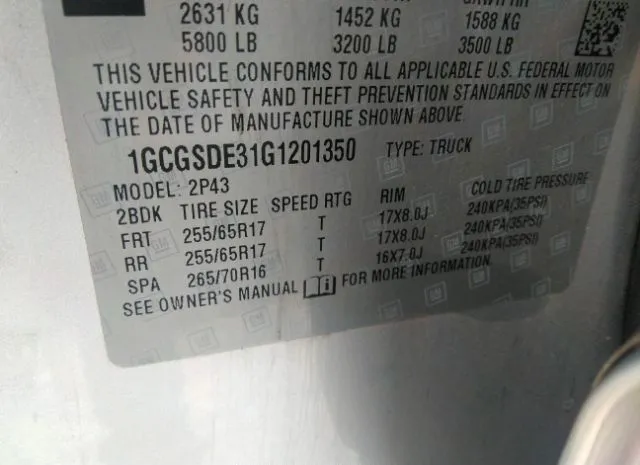 2631 KG 1452 KG 1588 KG
5800 LB 3200 LB 3500 LB
THIS VEHICLE CONFORMS TO ALL APPLICABLE U.S. FEDERAL MOTOR
VEHICLE SAFETY AND THEFT PREVENTION STANDARDS IN EFFECT ON
THE DATE OF MANUFACTURE SHOWN ABOVE.
1GCGSDE31G1201350 TYPE: TRUCK
MODEL: 2P43
2BDK TIRE SIZE SPEED RTG RIM COLD TIRE PRESSURE
FRT 255/65R17 T 17X8.0J 240KPA(35PSI)
RR 255/65R17 T 17X8.0J 240KPA(35PSI)
SPA 265/70R16 T 16X7.0J 240KPA(35PSI)
SEE OWNER'S MANUAL i FOR MORE INFORMATION.